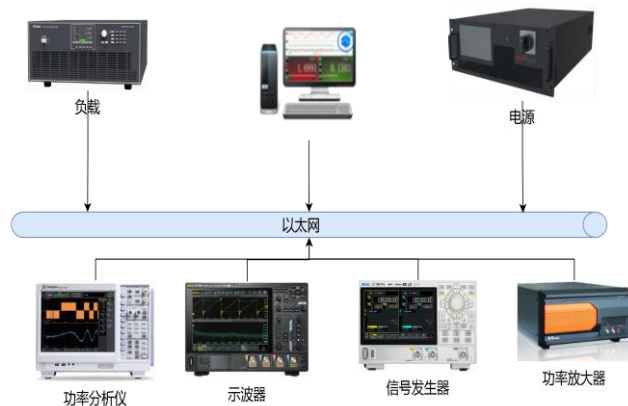 负载
电源
以太网
功率分析仪
示波器
信号发生器
功率放大器